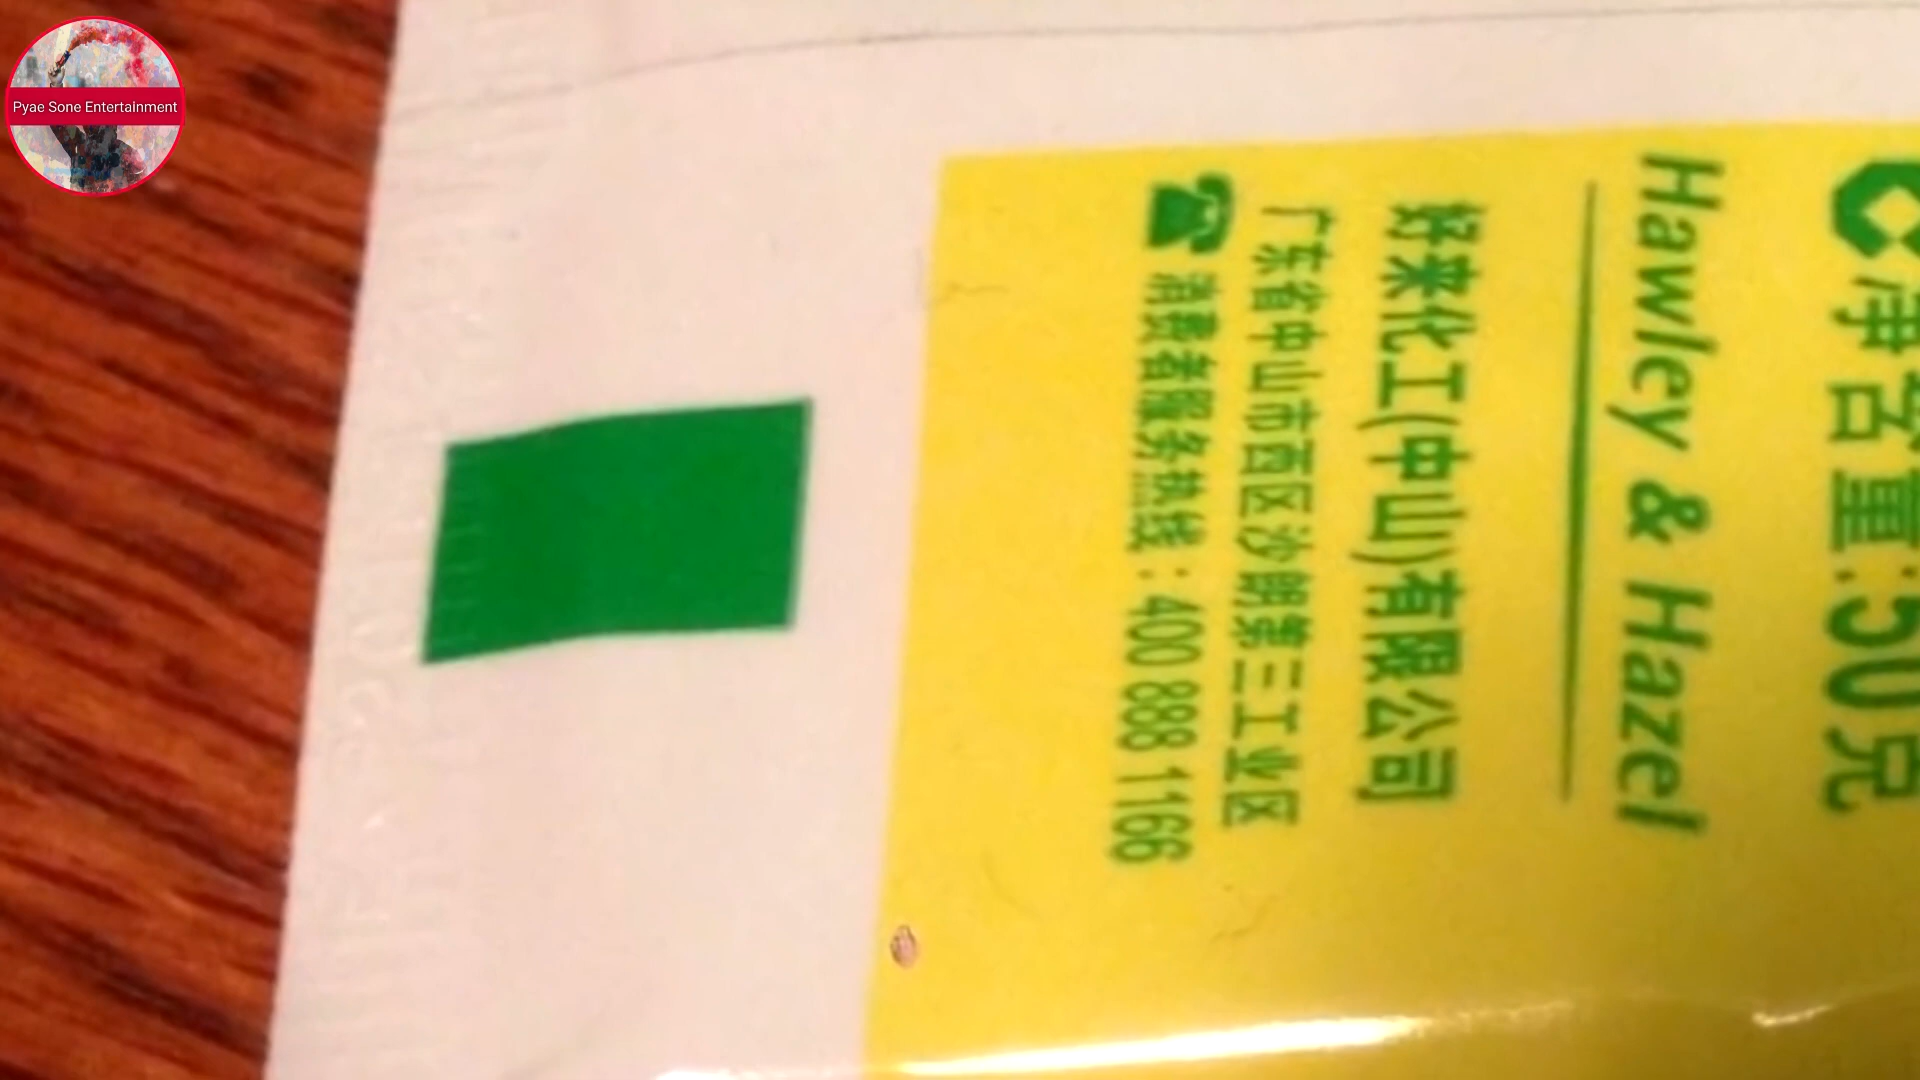 Pyae Sone Entertainment
净含量:50克
Hawley & Hazel
好来化工(中山)有限公司
广东省中山市西区沙朗第三工业区
消费者服务热线：400 888 1166